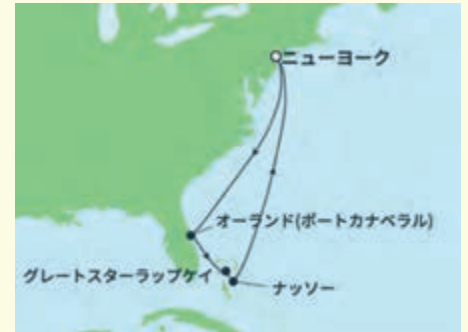 ニューヨーク
オーランド(ポートカナベラル)
グレートスターラップケイ
ナッソー